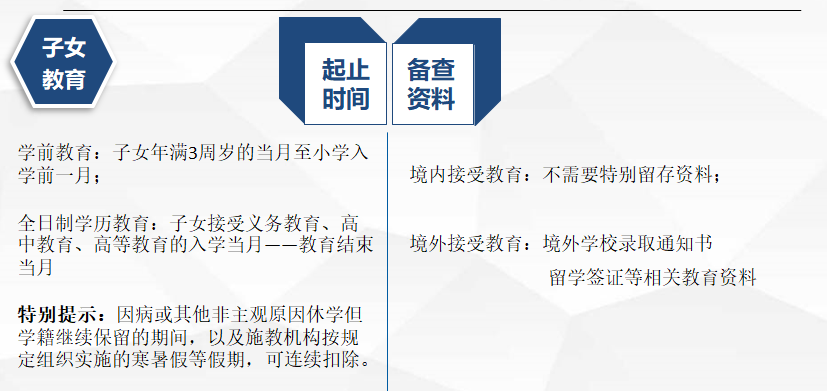 子女
教育
起止
时间
备查
资料
学前教育：子女年满3周岁的当月至小学入
学前一月；
全日制学历教育：子女接受义务教育、高
中教育、高等教育的入学当月——教育结束
当月
特别提示：因病或其他非主观原因休学但
学籍继续保留的期间，以及施教机构按规
定组织实施的寒暑假等假期，可连续扣除。
境内接受教育：不需要特别留存资料；
境外接受教育：境外学校录取通知书
留学签证等相关教育资料